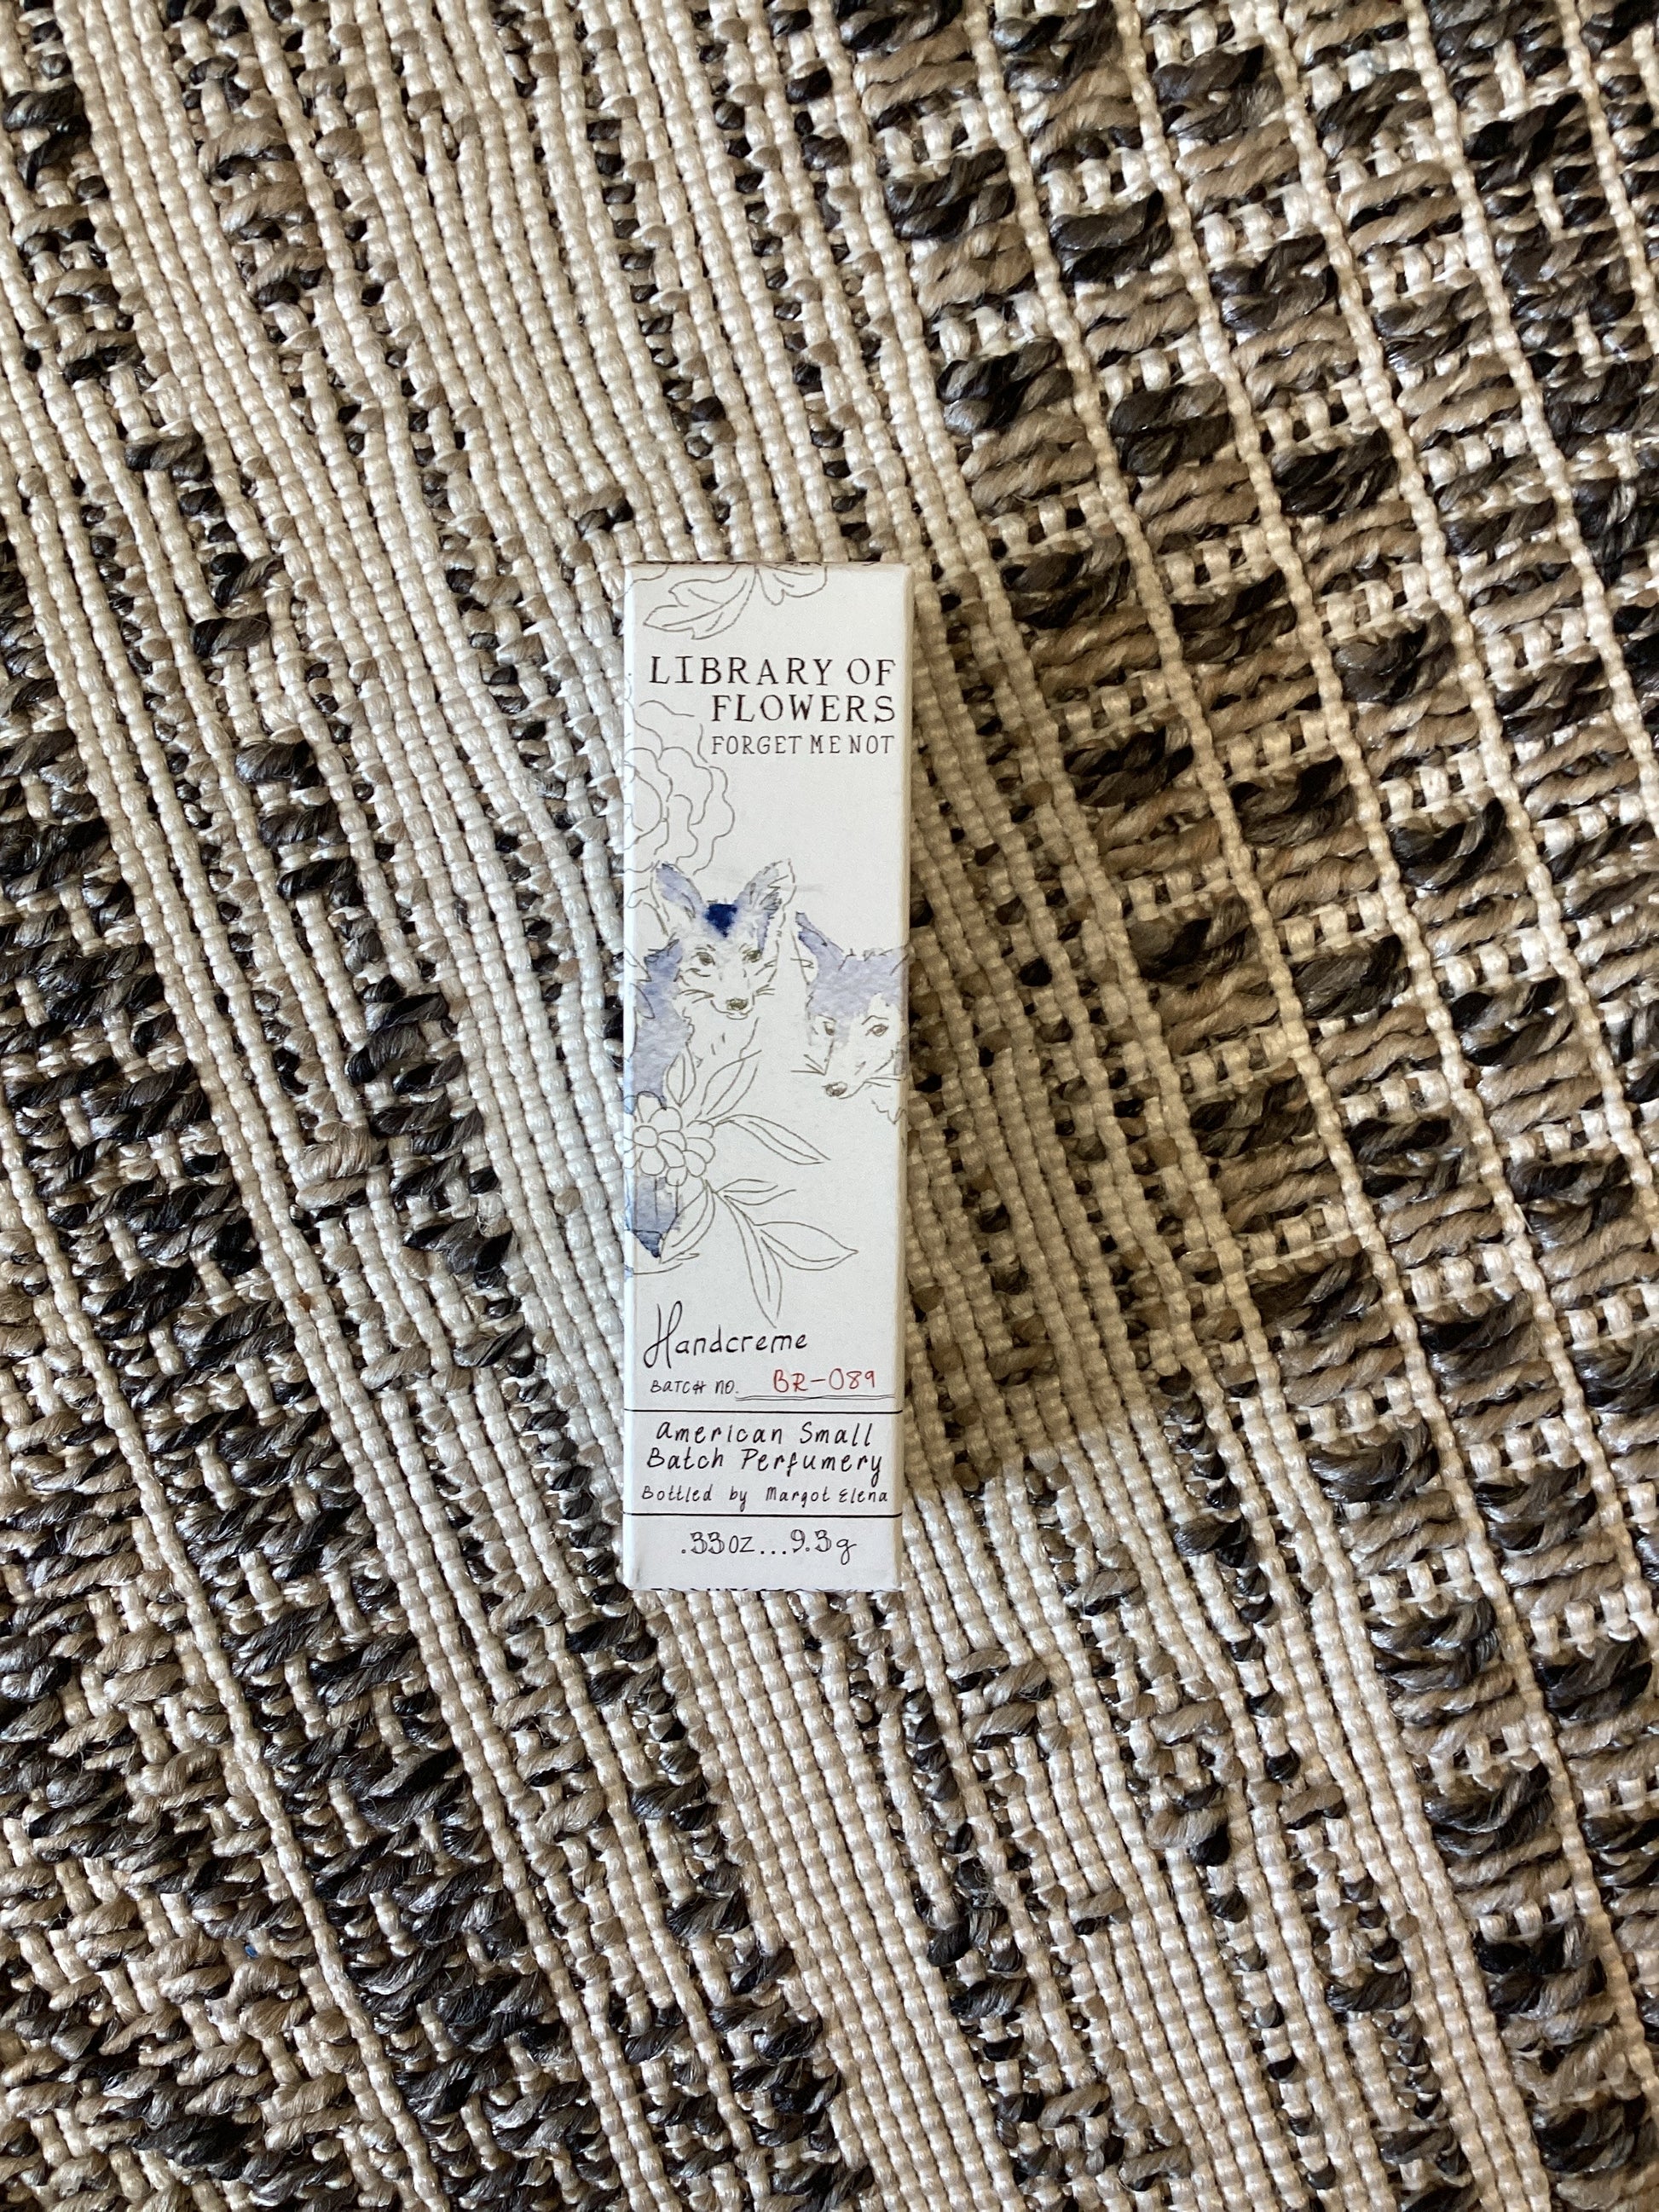 LIBRARY OF
FLOWERS
FORGET ME NOT
Handcreme
BATCH NO. BR-089
American Small
Batch Perfumery
Bottled by Margot Elena
.33oz...9.3g